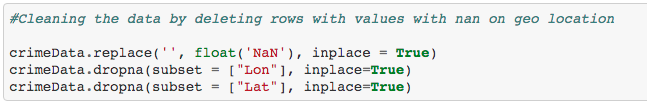 #Cleaning the data by deleting rows with values with nan on geo location
crimeData.replace('', float('NaN'), inplace = True)
crimeData.dropna(subset = ["Lon"], inplace=True)
crimeData.dropna(subset = ["Lat"], inplace=True)